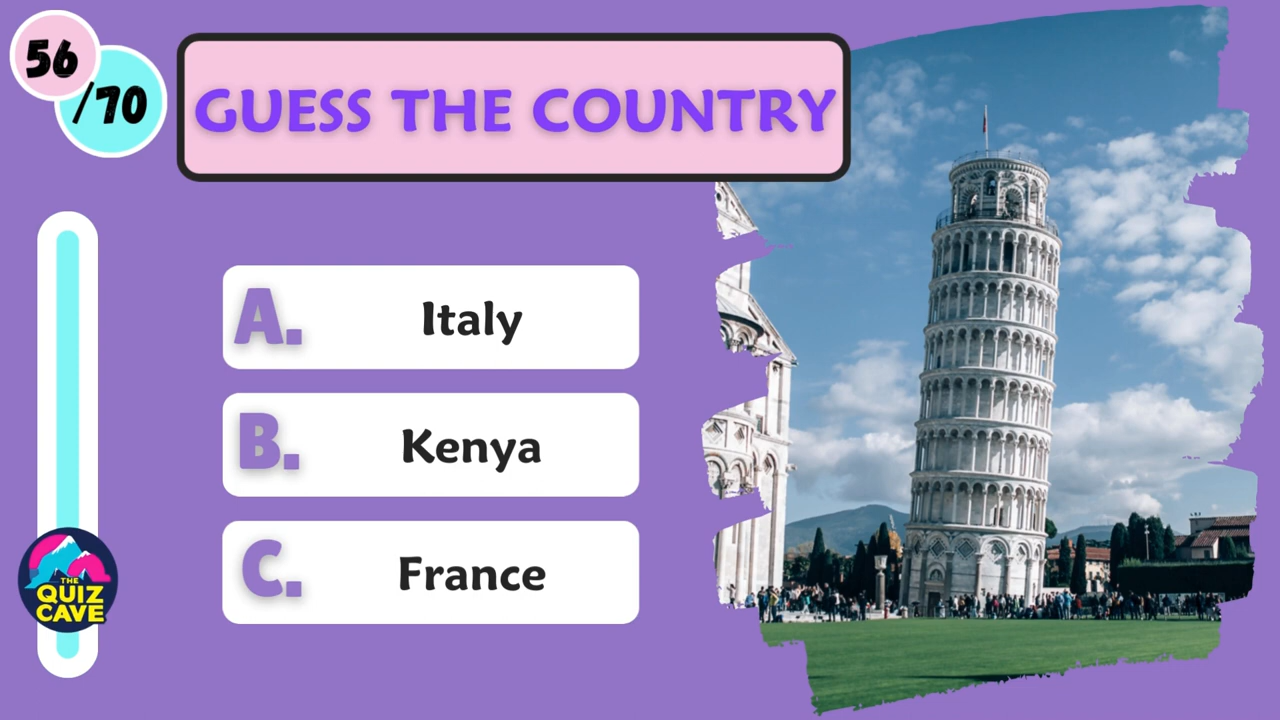 56
/70
GUESS THE COUNTRY
A. Italy
B. Kenya
C. France
THE
QUIZ
CAVE